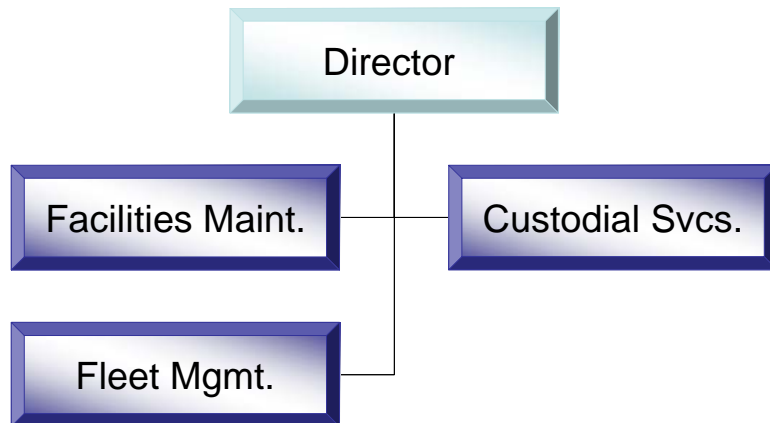 Director
Facilities Maint.
Custodial Svcs.
Fleet Mgmt.